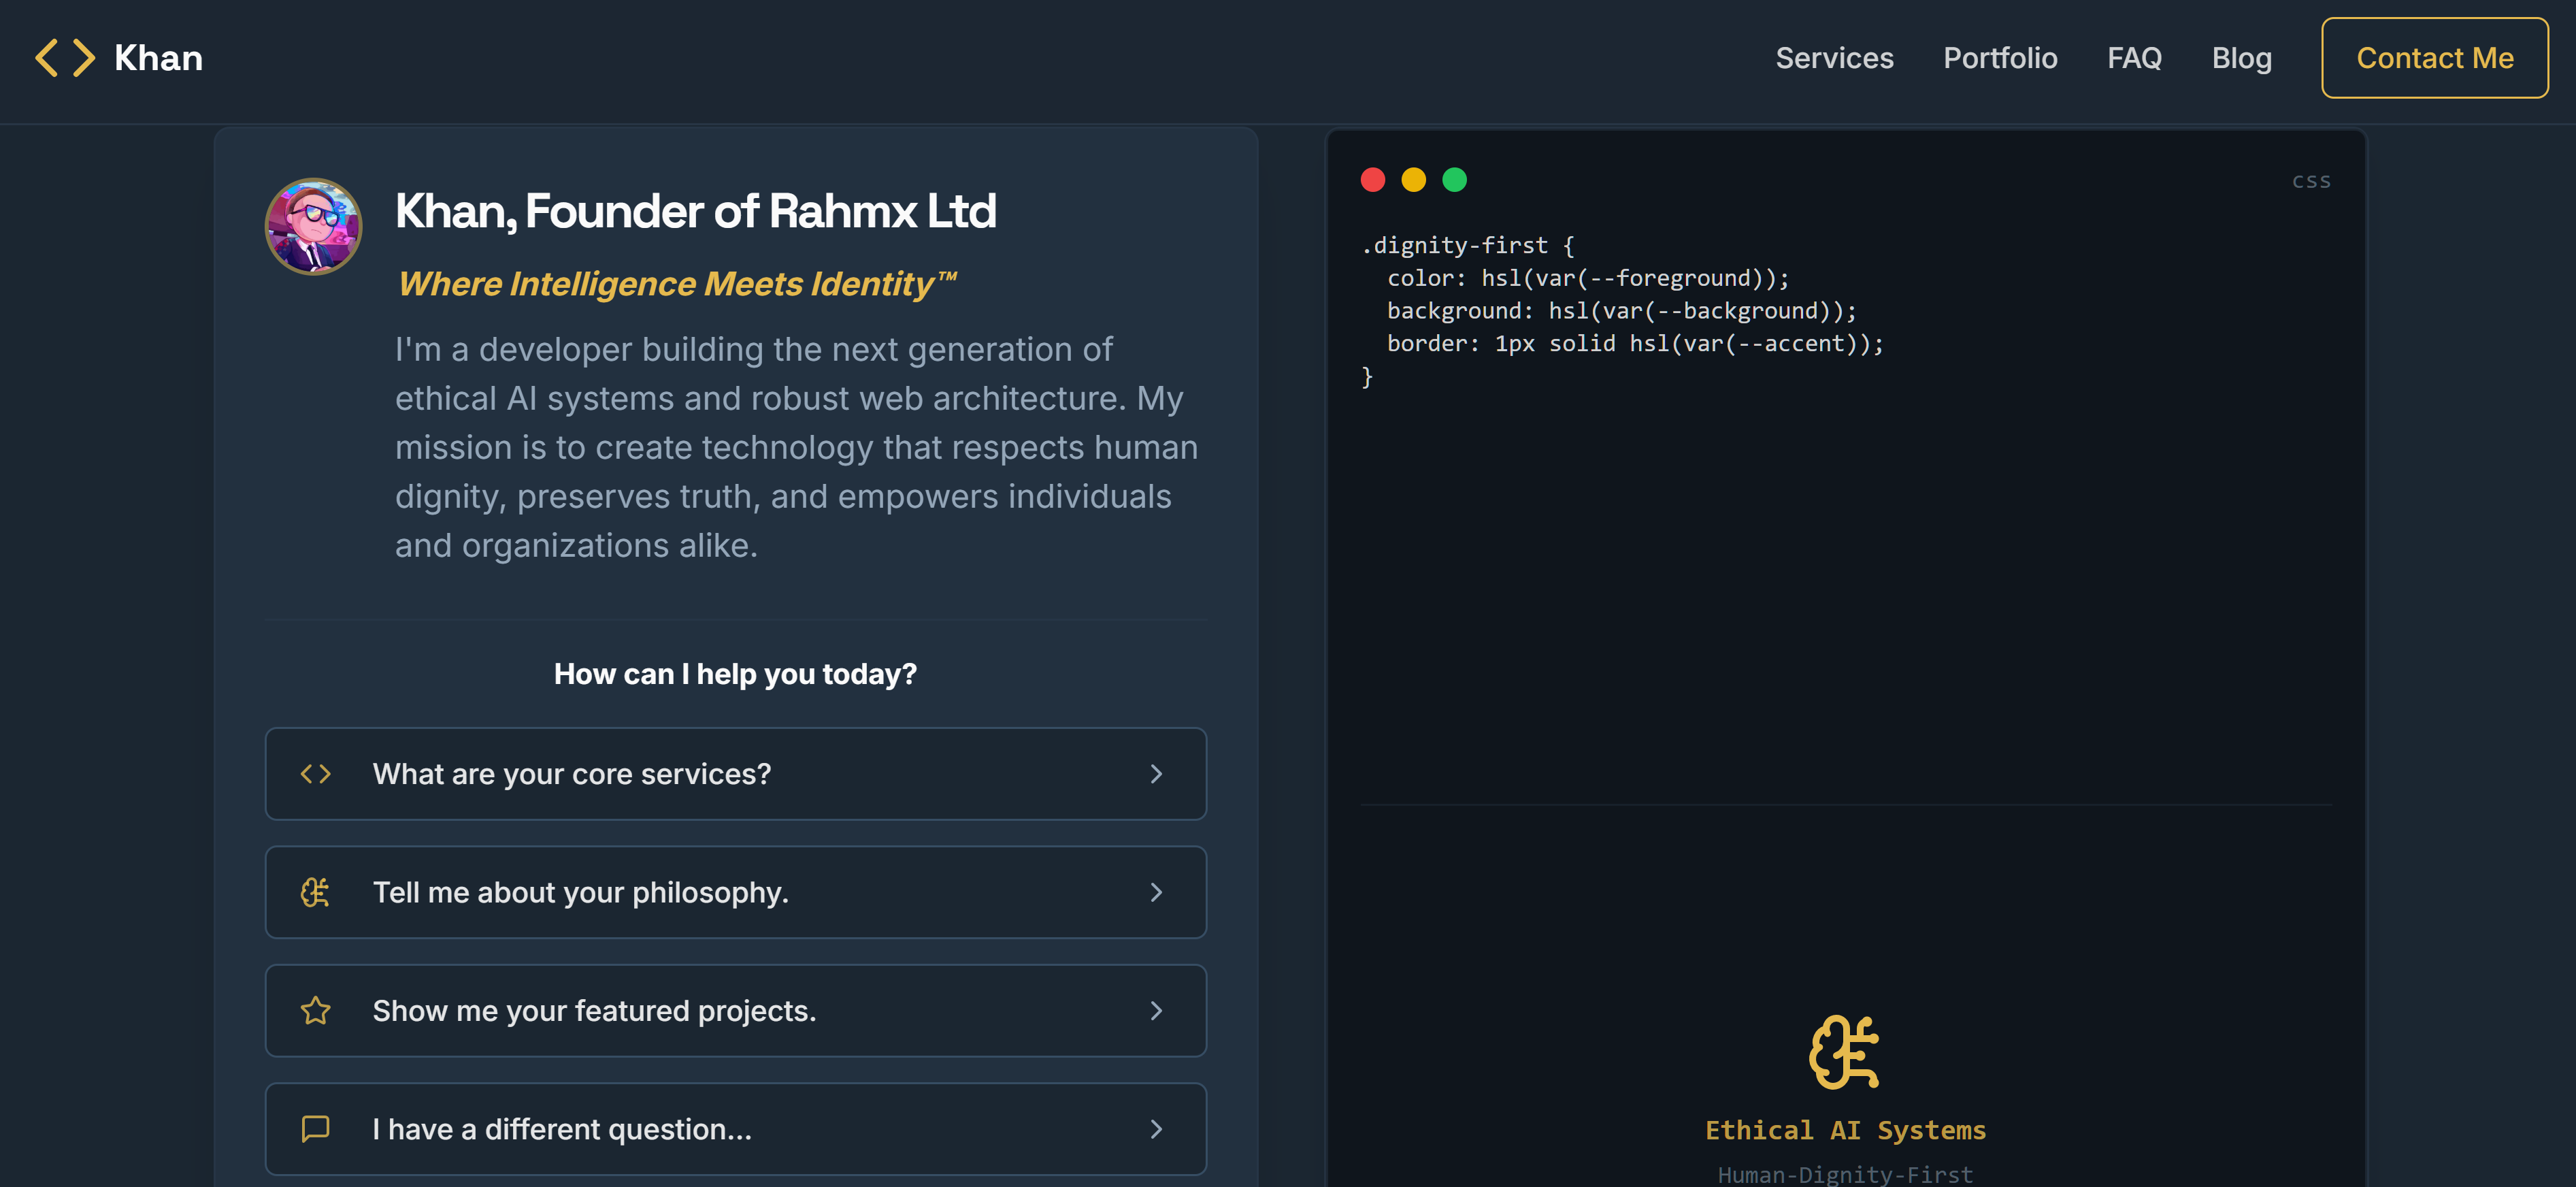 Khan
Services
Portfolio
FAQ
Blog
Contact Me
Khan, Founder of Rahmx Ltd
Where Intelligence Meets Identity™
I'm a developer building the next generation of
ethical AI systems and robust web architecture. My
mission is to create technology that respects human
dignity, preserves truth, and empowers individuals
and organizations alike.
How can I help you today?
What are your core services?
Tell me about your philosophy.
Show me your featured projects.
I have a different question...
css
.dignity-first {
  color: hsl(var(--foreground));
  background: hsl(var(--background));
  border: 1px solid hsl(var(--accent));
}
Ethical AI Systems
Human-Dignity-First